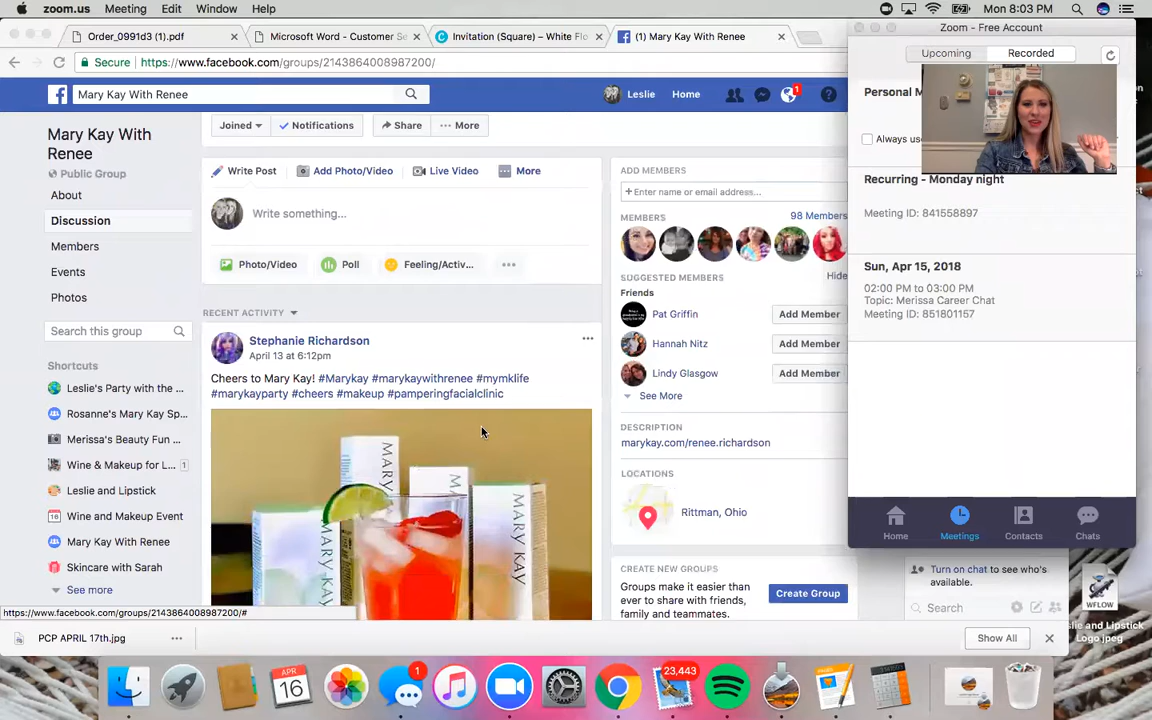 zoom.us Meeting Edit Window Help
Mon 8:03 PM
Order_0991d3 (1).pdf
Microsoft Word - Customer Se
Invitation (Square) – White Flo
(1) Mary Kay With Renee
Secure https://www.facebook.com/groups/2143864008987200/
Mary Kay With Renee
Leslie Home
1
Mary Kay With
Renee
Public Group
About
Discussion
Members
Events
Photos
Search this group
Shortcuts
Leslie's Party with the ...
Rosanne's Mary Kay Sp...
Merissa's Beauty Fun ...
Wine & Makeup for L... 1
Leslie and Lipstick
Wine and Makeup Event
Mary Kay With Renee
Skincare with Sarah
See more
https://www.facebook.com/groups/2143864008987200/#
Joined Notifications Share More
Write Post Add Photo/Video Live Video More
Write something...
Photo/Video Poll Feeling/Activ...
RECENT ACTIVITY
Stephanie Richardson
April 13 at 6:12pm
Cheers to Mary Kay! #Marykay #marykaywithrenee #mymklife
#marykayparty #cheers #makeup #pamperingfacialclinic
MARY KAY
MARY KAY
MARY KAY
ADD MEMBERS
Enter name or email address...
MEMBERS 98 Members
SUGGESTED MEMBERS Hide
Friends
Pat Griffin Add Member
Hannah Nitz Add Member
Lindy Glasgow Add Member
See More
DESCRIPTION
marykay.com/renee.richardson
LOCATIONS
Rittman, Ohio
CREATE NEW GROUPS
Groups make it easier than
ever to share with friends,
family and teammates.
Create Group
Zoom - Free Account
Upcoming Recorded
Personal M
Always use
Recurring - Monday night
Meeting ID: 841558897
Sun, Apr 15, 2018
02:00 PM to 03:00 PM
Topic: Merissa Career Chat
Meeting ID: 851801157
Home Meetings Contacts Chats
Turn on chat to see who's
available.
Search
WFLOW
slie and Lipstick
Logo jpeg
PCP APRIL 17th.jpg
Show All
APR
16
1
23,443